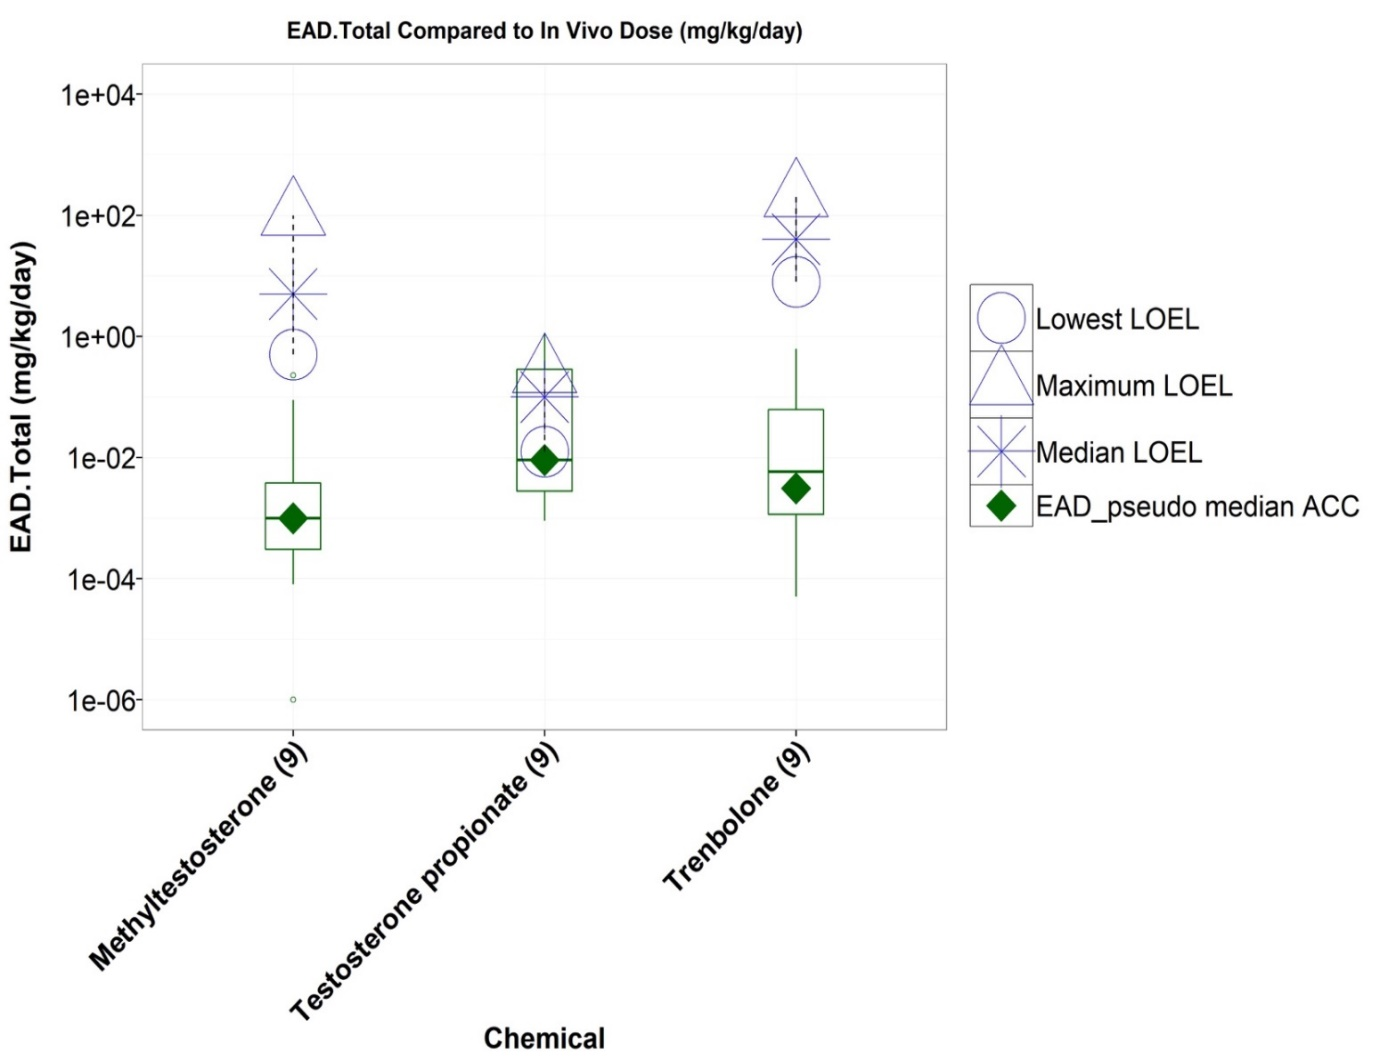 EAD.Total Compared to In Vivo Dose (mg/kg/day)
EAD.Total (mg/kg/day)
1e+04
1e+02
1e+00
1e-02
1e-04
1e-06
Methyltestosterone (9)
Testosterone propionate (9)
Trenbolone (9)
Chemical
Lowest LOEL
Maximum LOEL
Median LOEL
EAD_pseudo median ACC